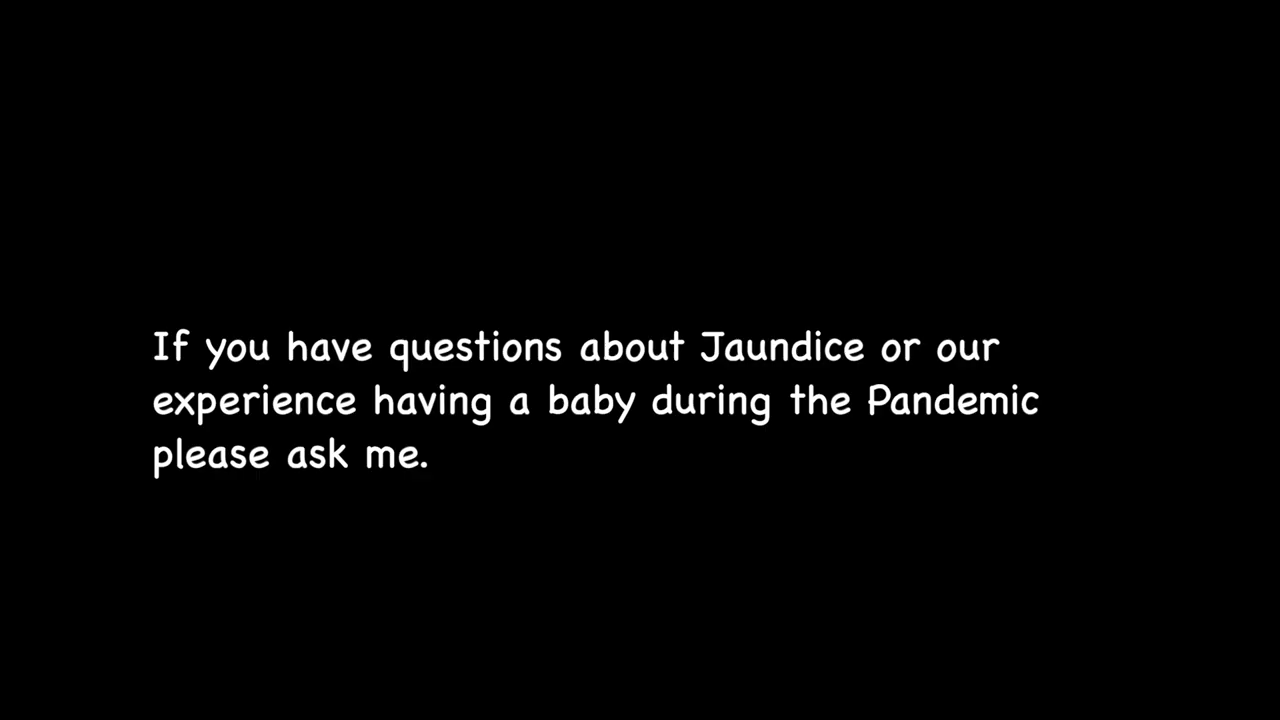 If you have questions about Jaundice or our
experience having a baby during the Pandemic
please ask me.